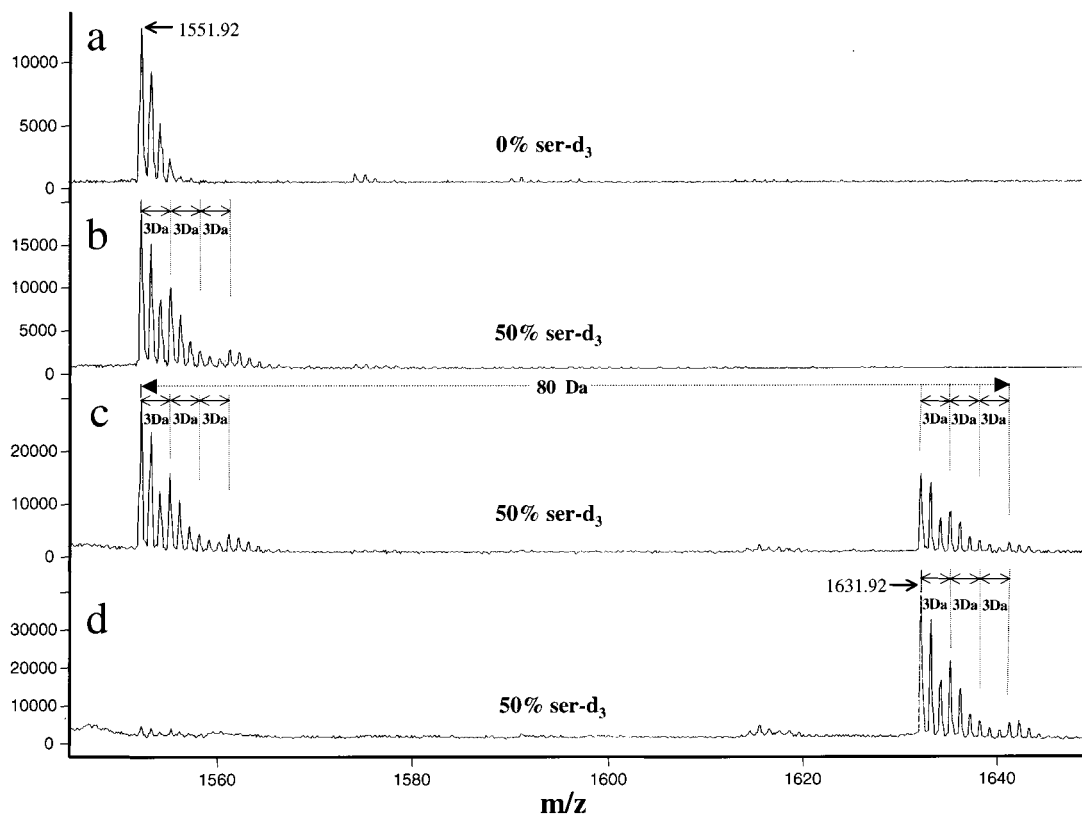 a
1551.92
10000
5000
0
0% ser-d₃
b
3Da 3Da 3Da
15000
10000
5000
0
50% ser-d₃
80 Da
c
3Da 3Da 3Da
3Da 3Da 3Da
20000
10000
0
50% ser-d₃
d
1631.92
3Da 3Da 3Da
30000
20000
10000
0
50% ser-d₃
1560 1580 1600 1620 1640
m/z